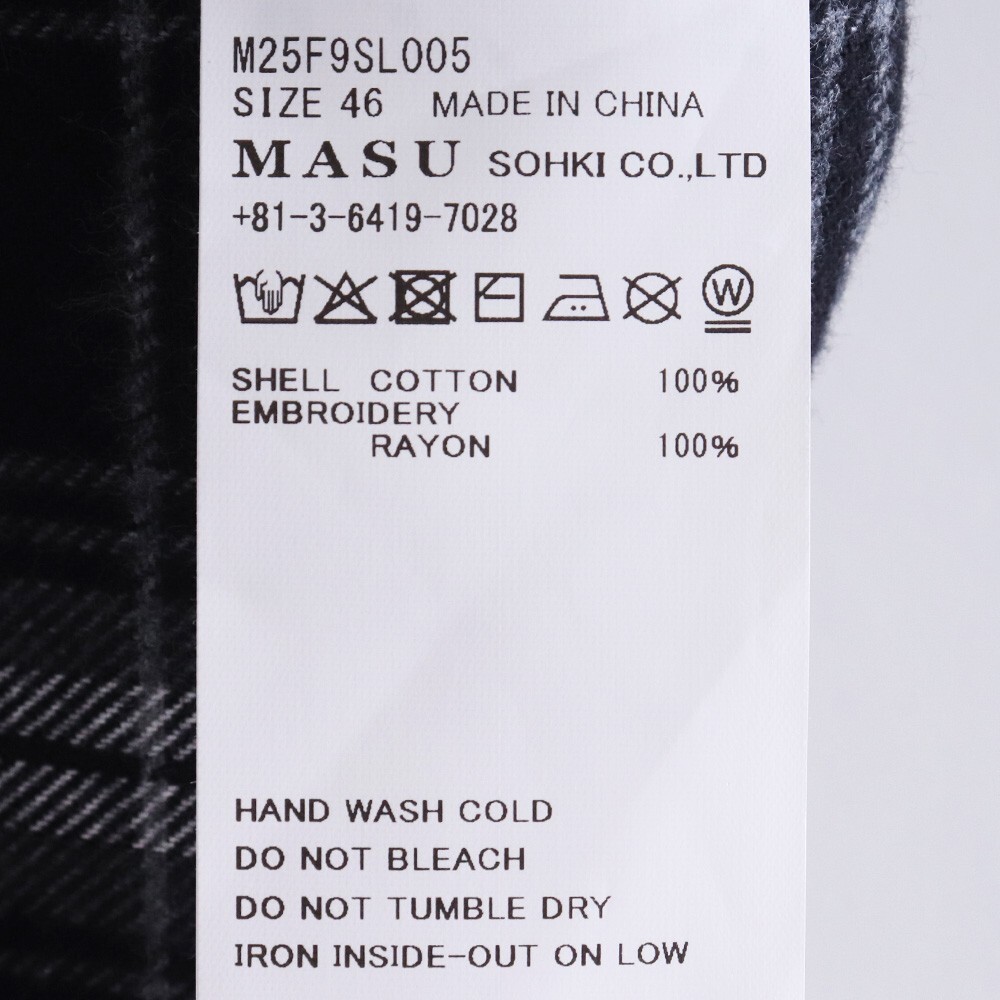 M25F9SL005
SIZE 46 MADE IN CHINA
MASU SOHKI CO.,LTD
+81-3-6419-7028
W
SHELL COTTON 100%
EMBROIDERY
RAYON 100%
HAND WASH COLD
DO NOT BLEACH
DO NOT TUMBLE DRY
IRON INSIDE-OUT ON LOW